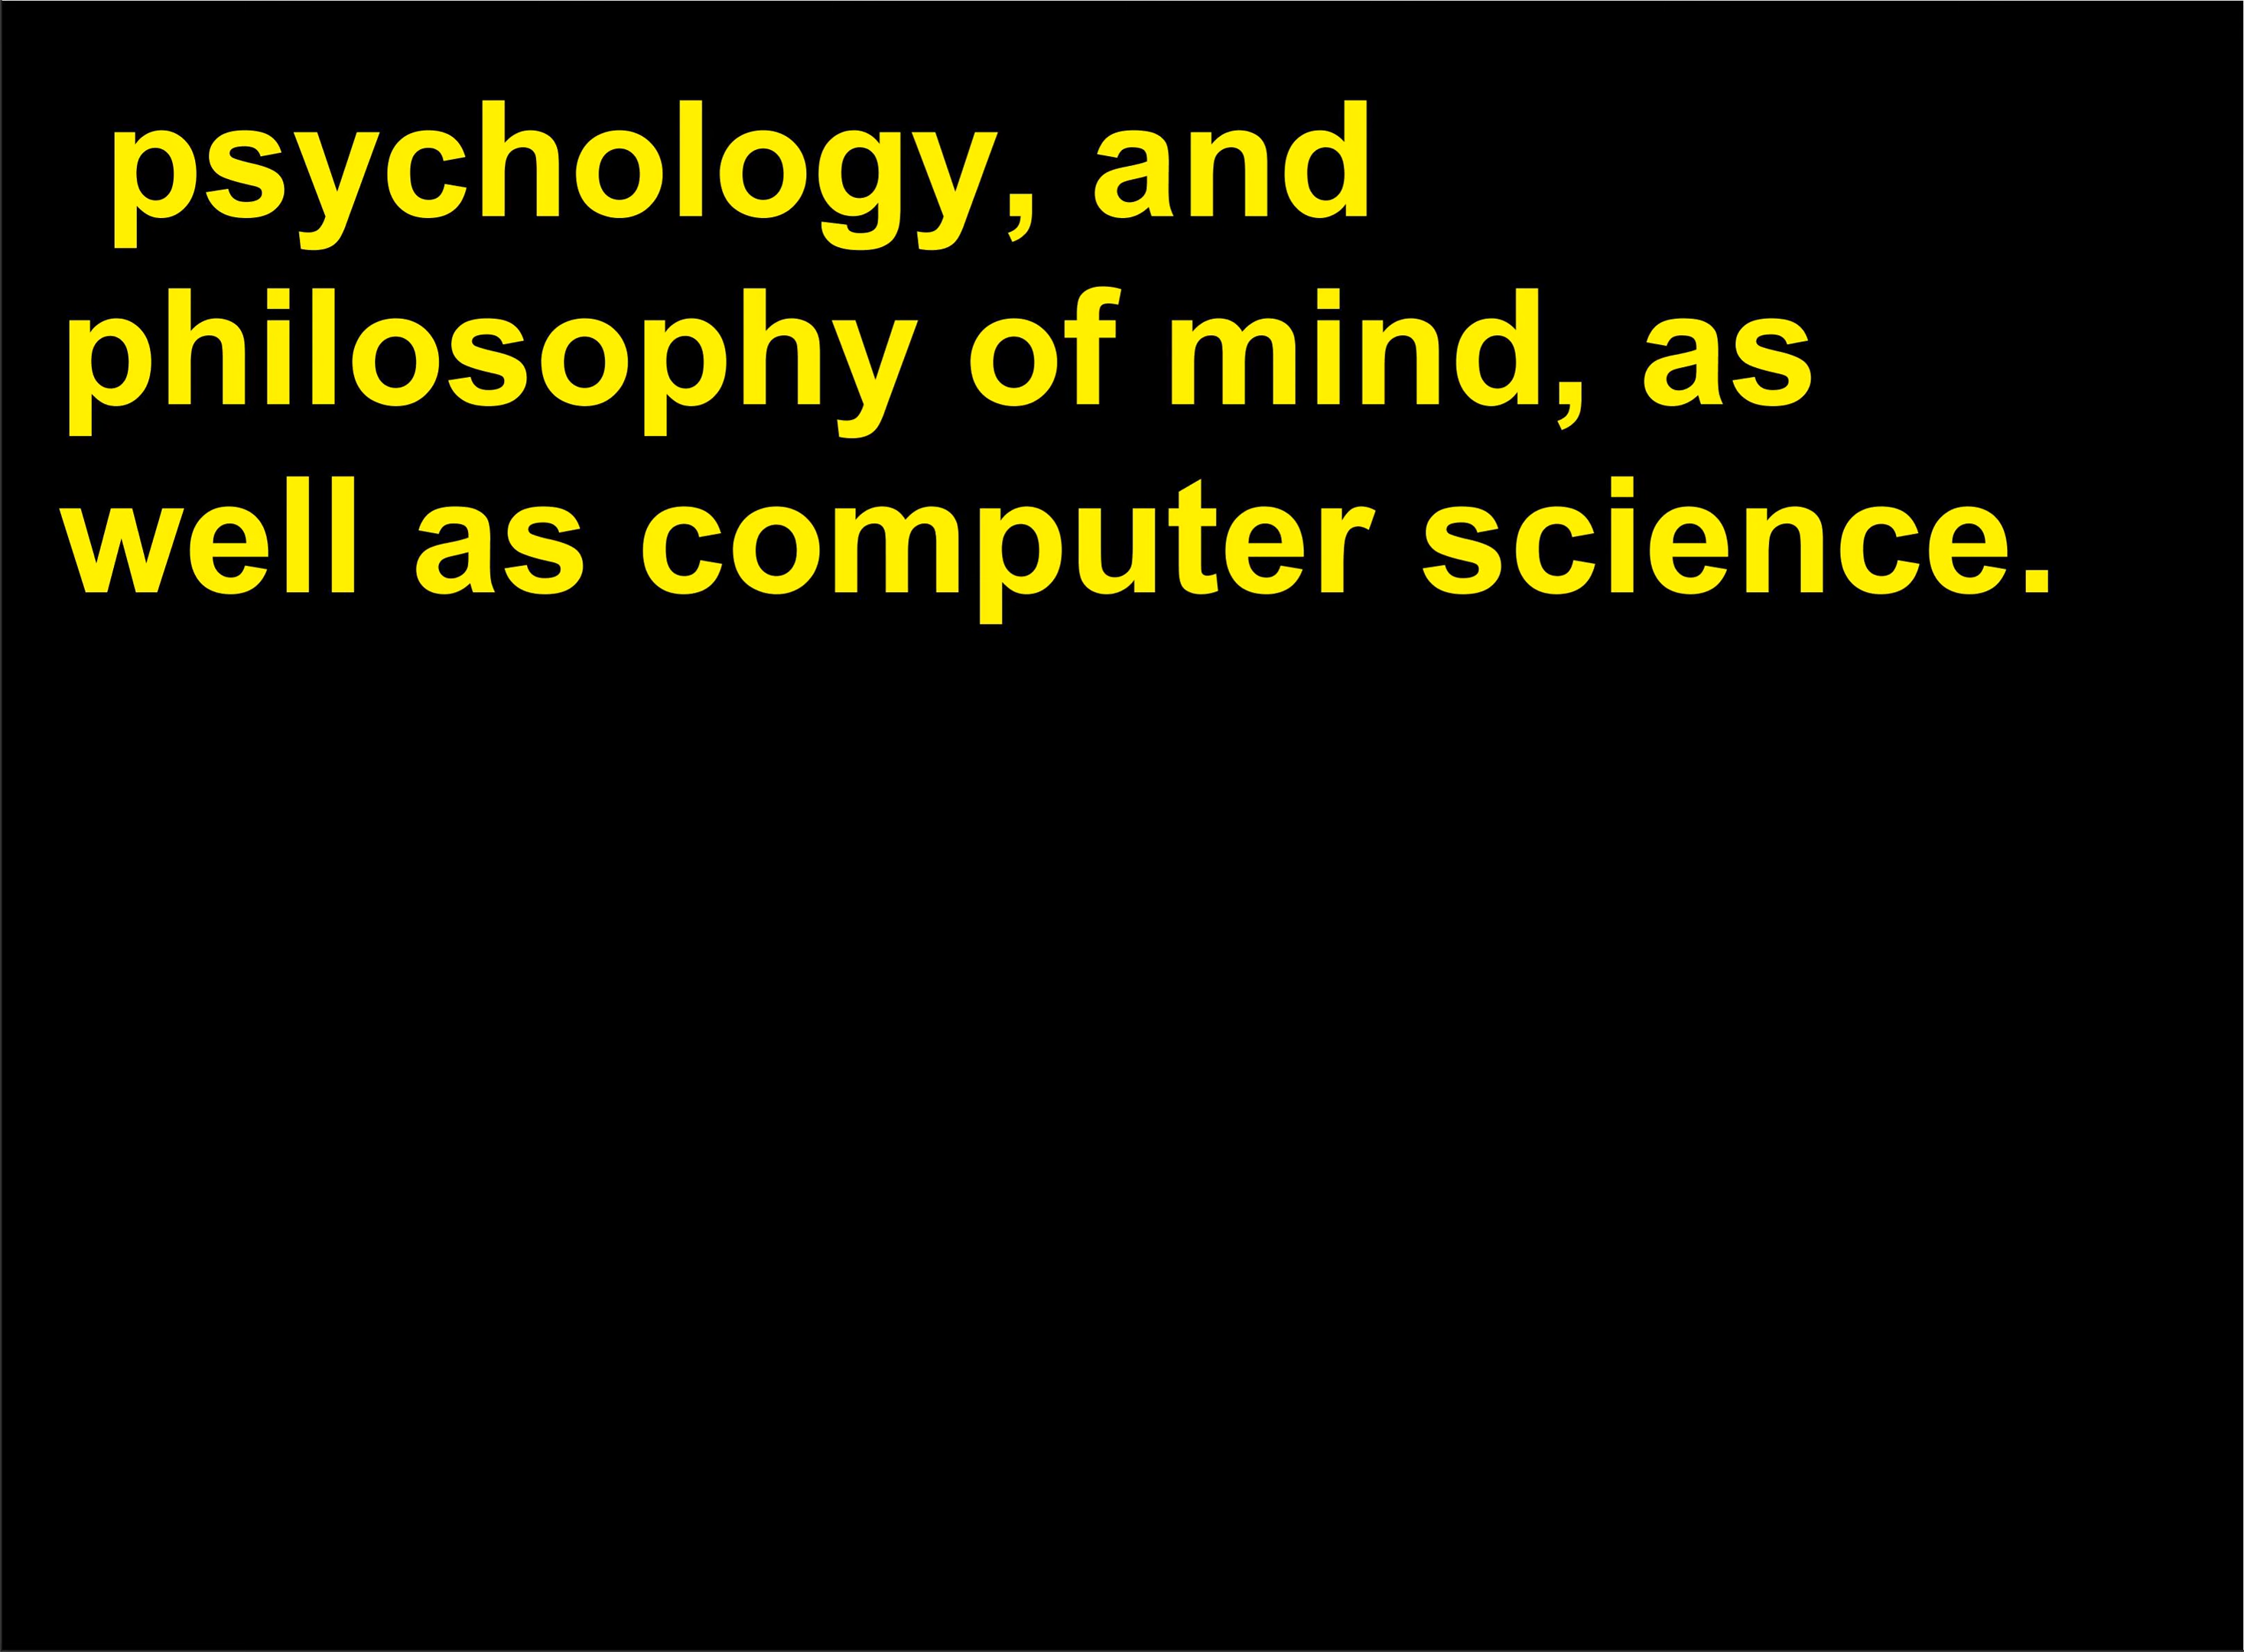 psychology, and
philosophy of mind, as
well as computer science.